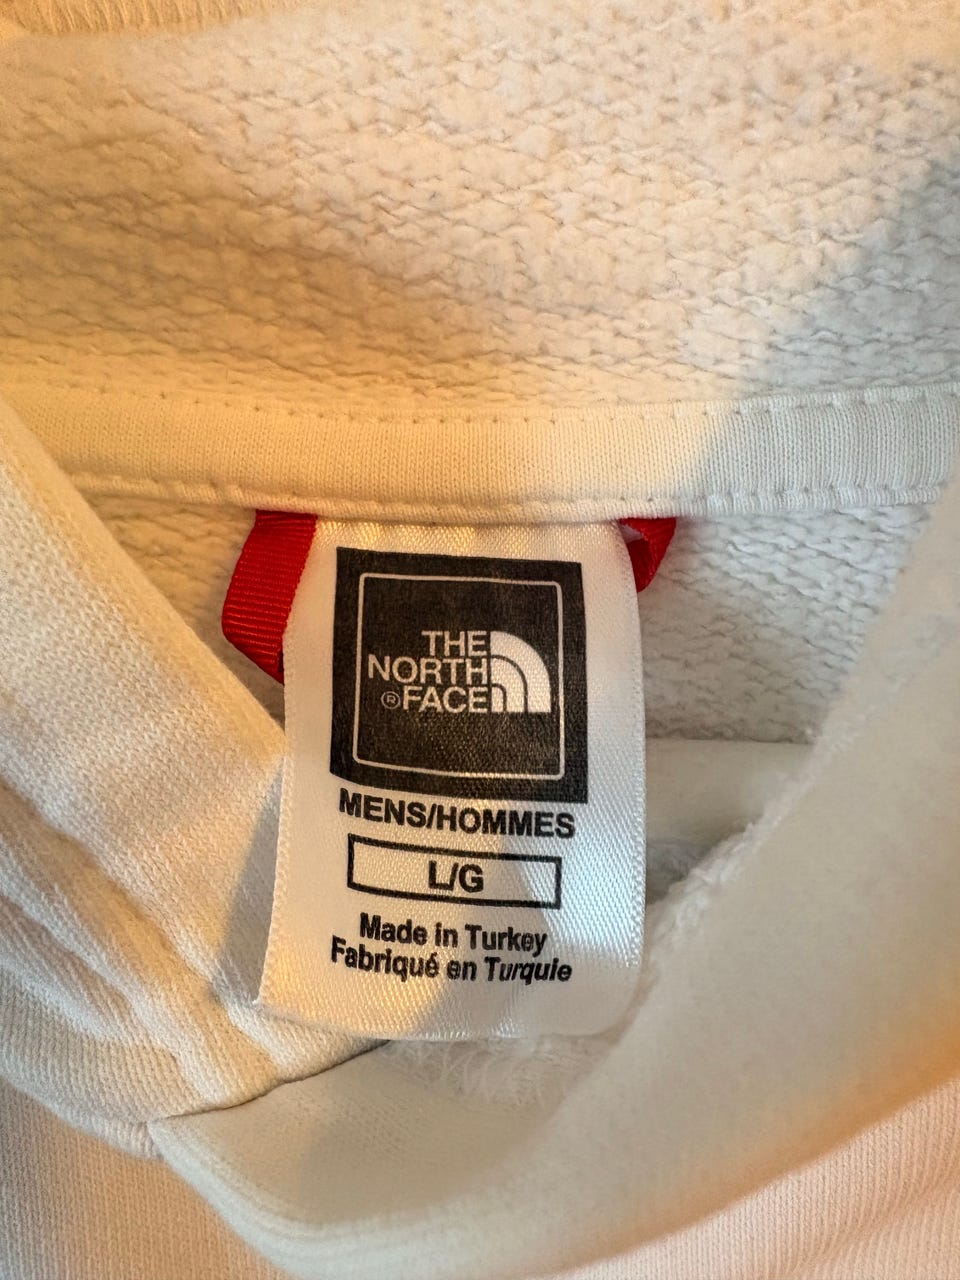 THE
NORTH
®FACE
MENS/HOMMES
L/G
Made in Turkey
Fabriqué en Turquie